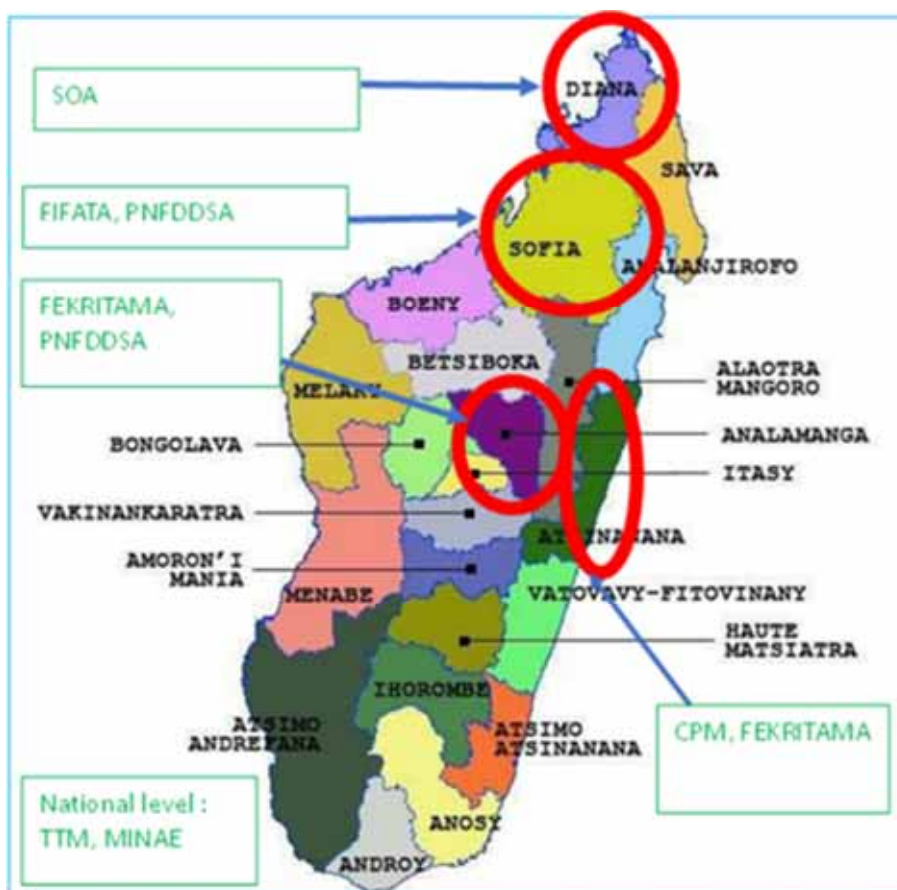 SOA
DIANA
SAVA
FIFATA, PNFDDSA
SOFIA
ANALANJIROFO
FEKRITAMA,
PNFDDSA
BOENY
BETSIBOKA
MELAKY
ALAOTRA
MANGORO
BONGOLAVA
ANALAMANGA
ITASY
VAKINANKARATRA
ATSINANANA
AMORON'I
MANIA
MENABE
VATOVAVY-FITOVINANY
HAUTE
MATSIATRA
IHOROMBE
ATSIMO
ANDREFANA
ATSIMO
ATSINANANA
CPM, FEKRITAMA
National level :
TTM, MINAE
ANOSY
ANDROY